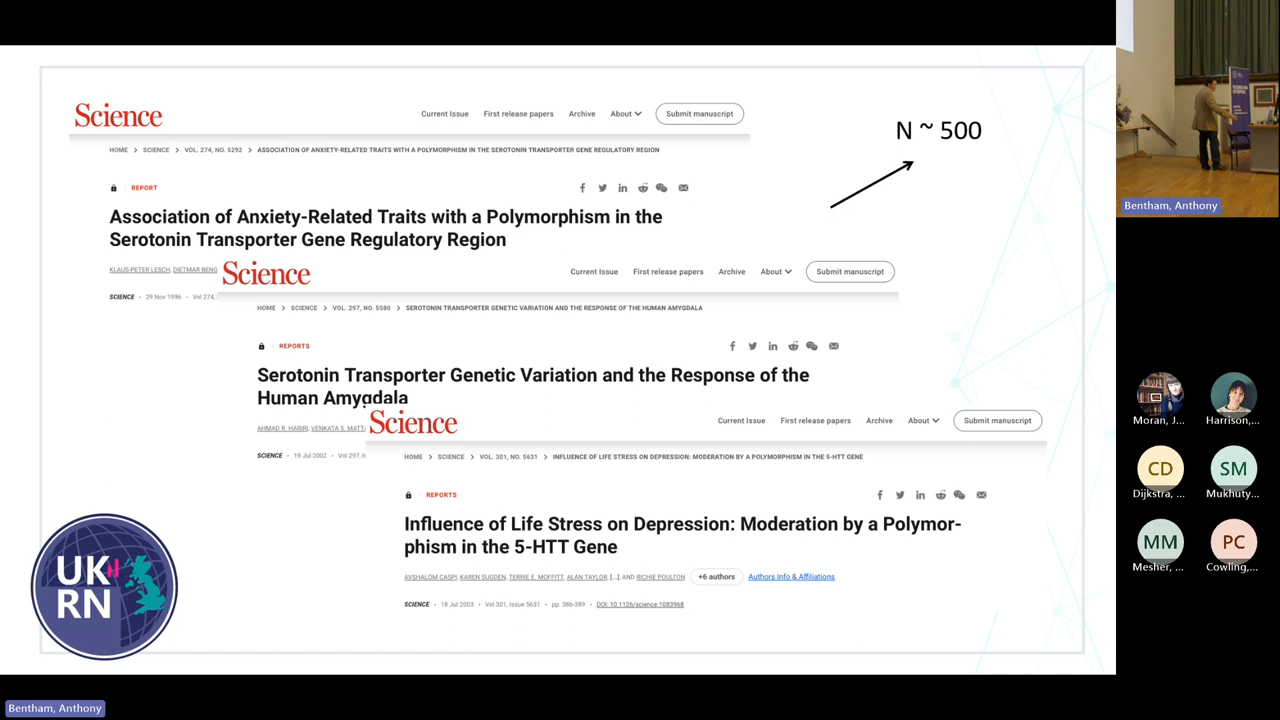 Science
Current Issue First release papers Archive About Submit manuscript
HOME > SCIENCE > VOL. 274, NO. 5292 > ASSOCIATION OF ANXIETY-RELATED TRAITS WITH A POLYMORPHISM IN THE SEROTONIN TRANSPORTER GENE REGULATORY REGION
REPORT
Association of Anxiety-Related Traits with a Polymorphism in the
Serotonin Transporter Gene Regulatory Region
KLAUS-PETER LESCH, DIETMAR BENG
SCIENCE • 29 Nov 1996 • Vol 274,
N ~ 500
Science
Current Issue First release papers Archive About Submit manuscript
HOME > SCIENCE > VOL. 297, NO. 5580 > SEROTONIN TRANSPORTER GENETIC VARIATION AND THE RESPONSE OF THE HUMAN AMYGDALA
REPORTS
Serotonin Transporter Genetic Variation and the Response of the
Human Amygdala
AHMAD R. HARIRI, VENKATA S. MATT
SCIENCE • 19 Jul 2002 • Vol 297,
Science
Current Issue First release papers Archive About Submit manuscript
HOME > SCIENCE > VOL. 301, NO. 5631 > INFLUENCE OF LIFE STRESS ON DEPRESSION: MODERATION BY A POLYMORPHISM IN THE 5-HTT GENE
REPORTS
Influence of Life Stress on Depression: Moderation by a Polymor-
phism in the 5-HTT Gene
AVSHALOM CASPI, KAREN SUGDEN, TERRIE E. MOFFITT, ALAN TAYLOR, [...], AND RICHIE POULTON +6 authors Authors Info & Affiliations
SCIENCE • 18 Jul 2003 • Vol 301, Issue 5631 • pp. 386-389 • DOI: 10.1126/science.1083968
UK
RN
Bentham, Anthony
Moran, J... Harrison,...
CD SM
Dijkstra, ... Mukhuty...
MM PC
Mesher, ... Cowling,...
Bentham, Anthony